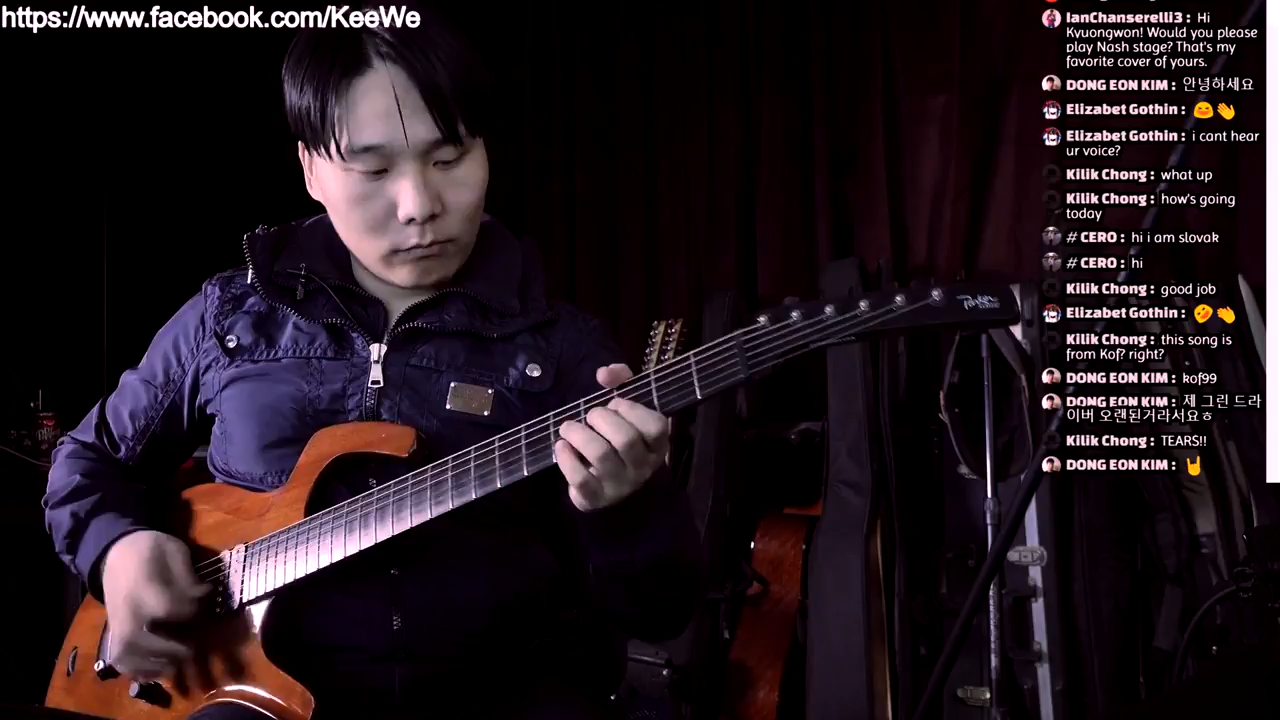 https://www.facebook.com/KeeWe
IanChanserelli3 : Hi
Kyuongwon! Would you please
play Nash stage? That's my
favorite cover of yours.
DONG EON KIM : 안녕하세요
Elizabet Gothin : 😆👏
Elizabet Gothin : i cant hear
ur voice?
Kilik Chong : what up
Kilik Chong : how's going
today
# CERO : hi i am slovak
# CERO : hi
Kilik Chong : good job
Elizabet Gothin : 🤣👏
Kilik Chong : this song is
from Kof? right?
DONG EON KIM : kof99
DONG EON KIM : 제 그린 드라
이버 오랜된거라서요ㅎ
Kilik Chong : TEARS!!
DONG EON KIM : 🤘
Parker